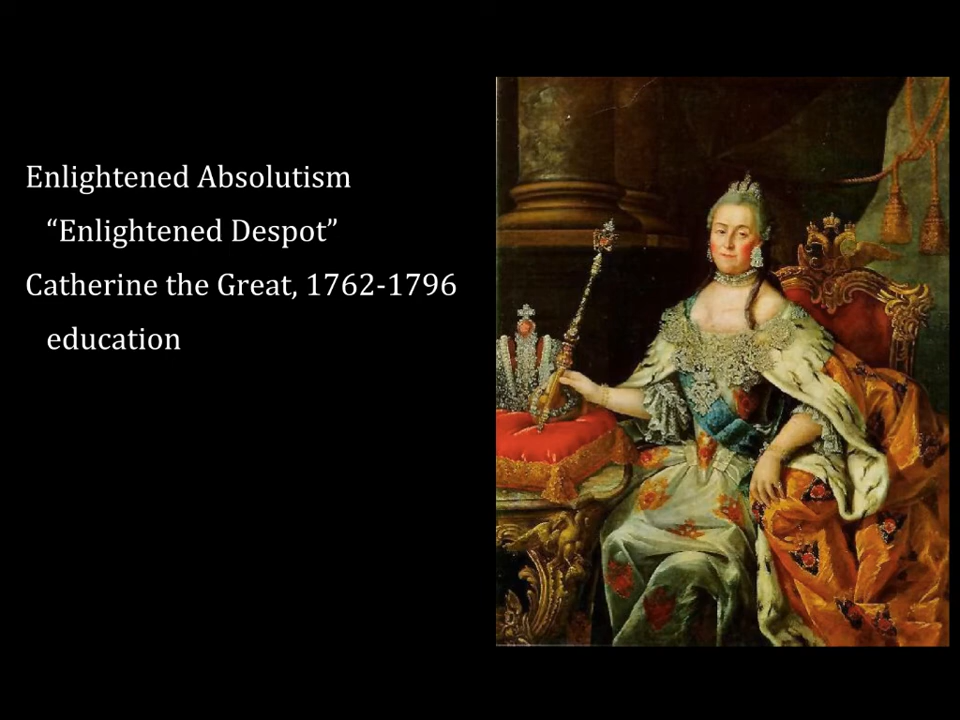 Enlightened Absolutism
“Enlightened Despot”
Catherine the Great, 1762-1796
education